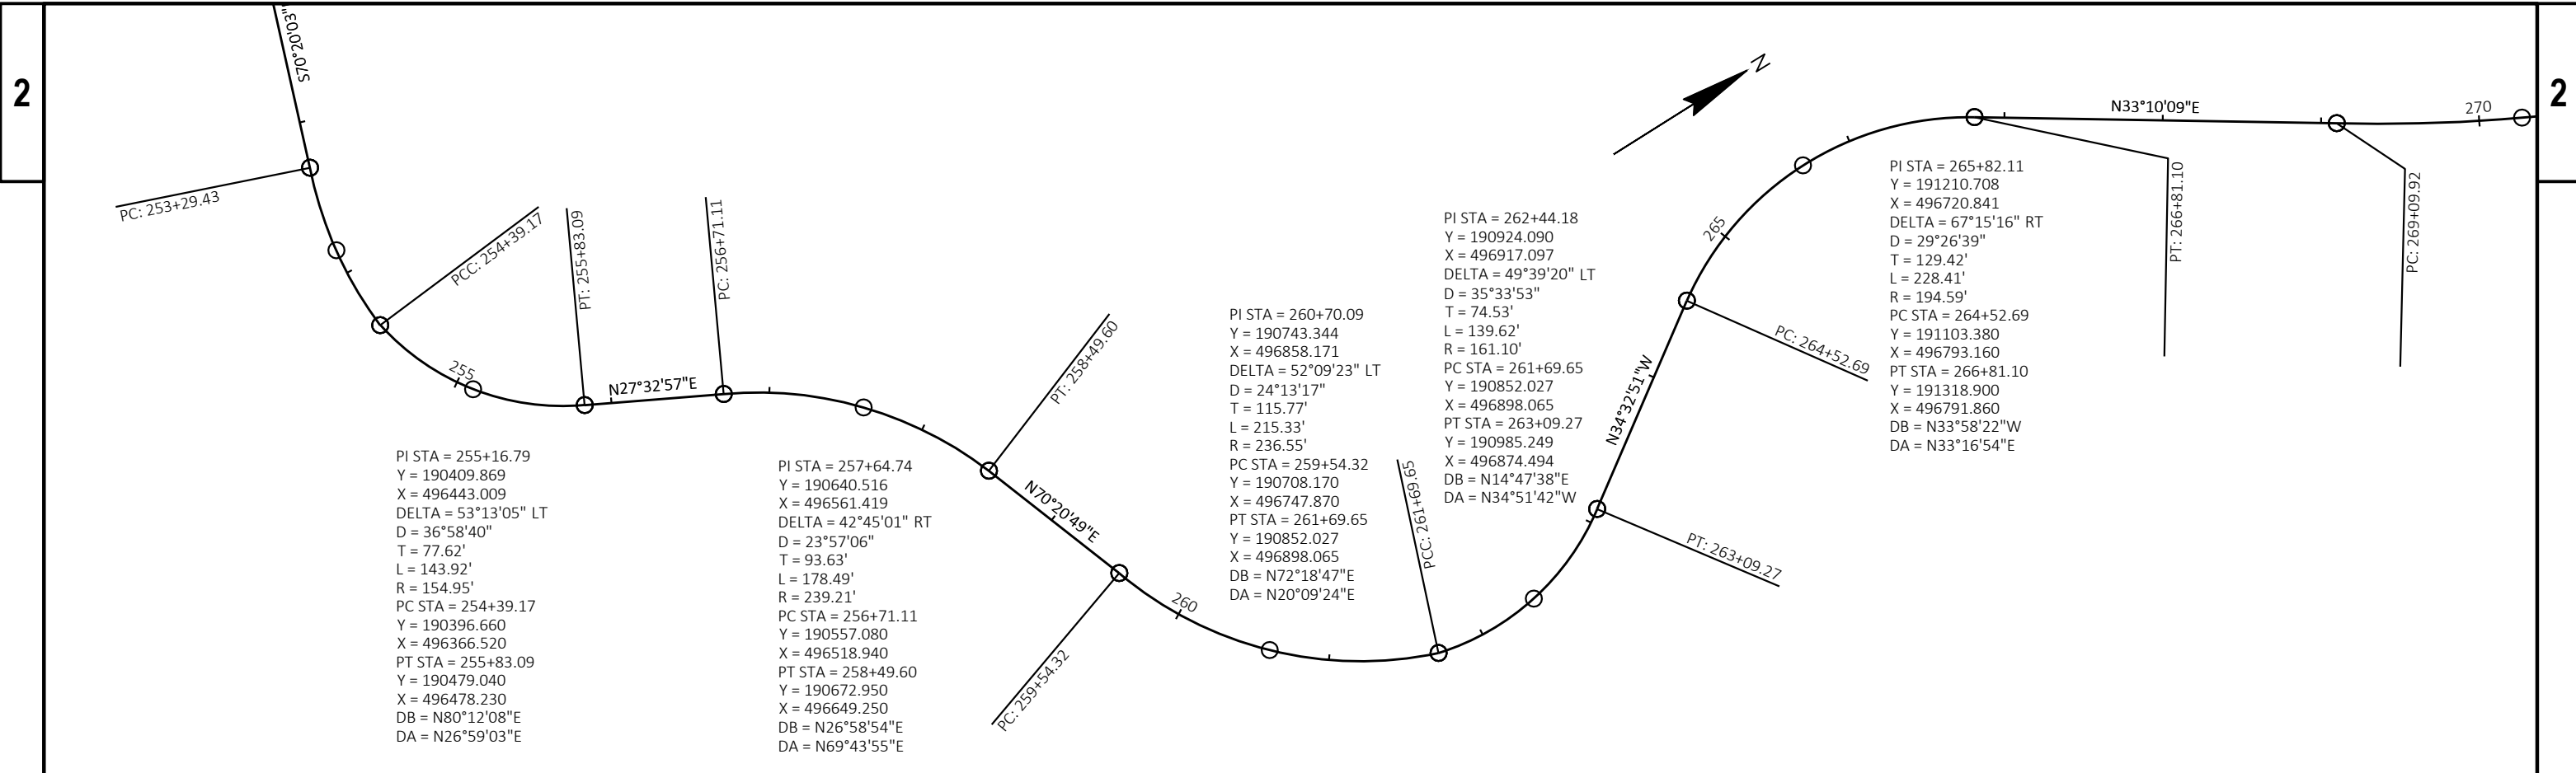 2
S70°20'03"
PC: 253+29.43
PCC: 254+39.17
255
PT: 255+83.09
N27°32'57"E
PC: 256+71.11
PT: 258+49.60
N70°20'49"E
PC: 259+54.32
260
PCC: 261+69.65
PT: 263+09.27
N34°32'51"W
PC: 264+52.69
265
N
PT: 266+81.10
N33°10'09"E
PC: 269+09.92
270
2
PI STA = 255+16.79
Y = 190409.869
X = 496443.009
DELTA = 53°13'05" LT
D = 36°58'40"
T = 77.62'
L = 143.92'
R = 154.95'
PC STA = 254+39.17
Y = 190396.660
X = 496366.520
PT STA = 255+83.09
Y = 190479.040
X = 496478.230
DB = N80°12'08"E
DA = N26°59'03"E
PI STA = 257+64.74
Y = 190640.516
X = 496561.419
DELTA = 42°45'01" RT
D = 23°57'06"
T = 93.63'
L = 178.49'
R = 239.21'
PC STA = 256+71.11
Y = 190557.080
X = 496518.940
PT STA = 258+49.60
Y = 190672.950
X = 496649.250
DB = N26°58'54"E
DA = N69°43'55"E
PI STA = 260+70.09
Y = 190743.344
X = 496858.171
DELTA = 52°09'23" LT
D = 24°13'17"
T = 115.77'
L = 215.33'
R = 236.55'
PC STA = 259+54.32
Y = 190708.170
X = 496747.870
PT STA = 261+69.65
Y = 190852.027
X = 496898.065
DB = N72°18'47"E
DA = N20°09'24"E
PI STA = 262+44.18
Y = 190924.090
X = 496917.097
DELTA = 49°39'20" LT
D = 35°33'53"
T = 74.53'
L = 139.62'
R = 161.10'
PC STA = 261+69.65
Y = 190852.027
X = 496898.065
PT STA = 263+09.27
Y = 190985.249
X = 496874.494
DB = N14°47'38"E
DA = N34°51'42"W
PI STA = 265+82.11
Y = 191210.708
X = 496720.841
DELTA = 67°15'16" RT
D = 29°26'39"
T = 129.42'
L = 228.41'
R = 194.59'
PC STA = 264+52.69
Y = 191103.380
X = 496793.160
PT STA = 266+81.10
Y = 191318.900
X = 496791.860
DB = N33°58'22"W
DA = N33°16'54"E